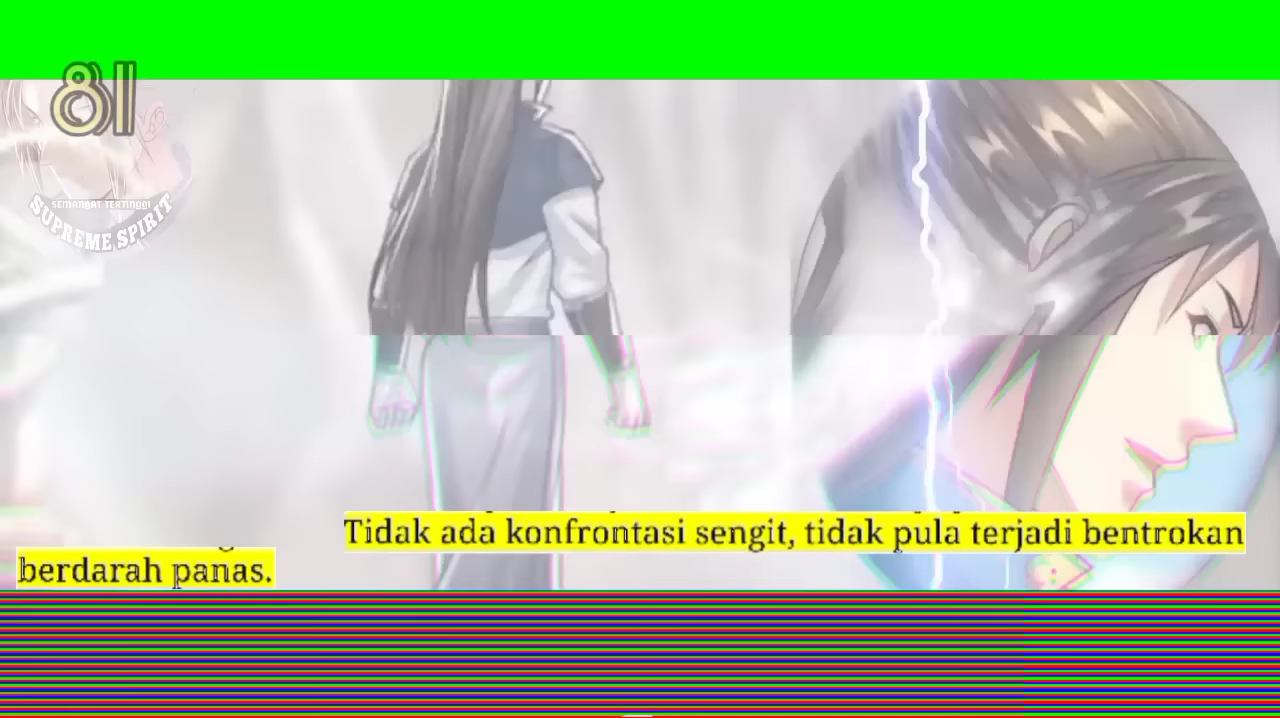 81
SEMANGAT TERTINGGI
SUPREME SPIRIT
Tidak ada konfrontasi sengit, tidak pula terjadi bentrokan
berdarah panas.